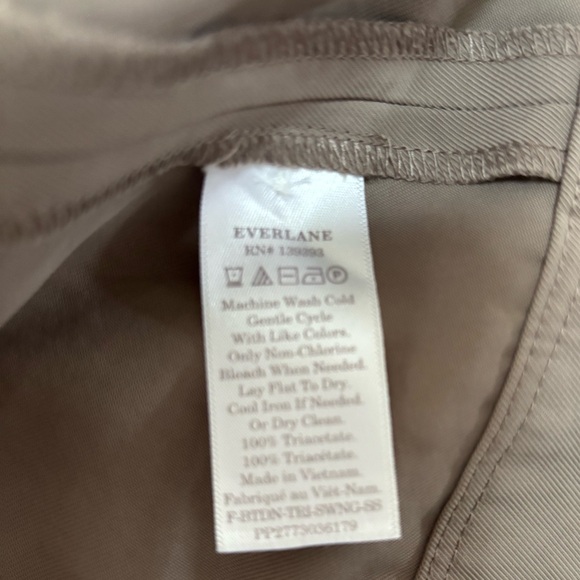 EVERLANE
RN# 139393
Machine Wash Cold
Gentle Cycle
With Like Colors.
Only Non-Chlorine
Bleach When Needed.
Lay Flat To Dry.
Cool Iron If Needed.
Or Dry Clean.
100% Triacetate.
100% Triacétate.
Made in Vietnam.
Fabriqué au Viêt-Nam.
F-BTDN-TRI-SWNG-SS
PP2773036179